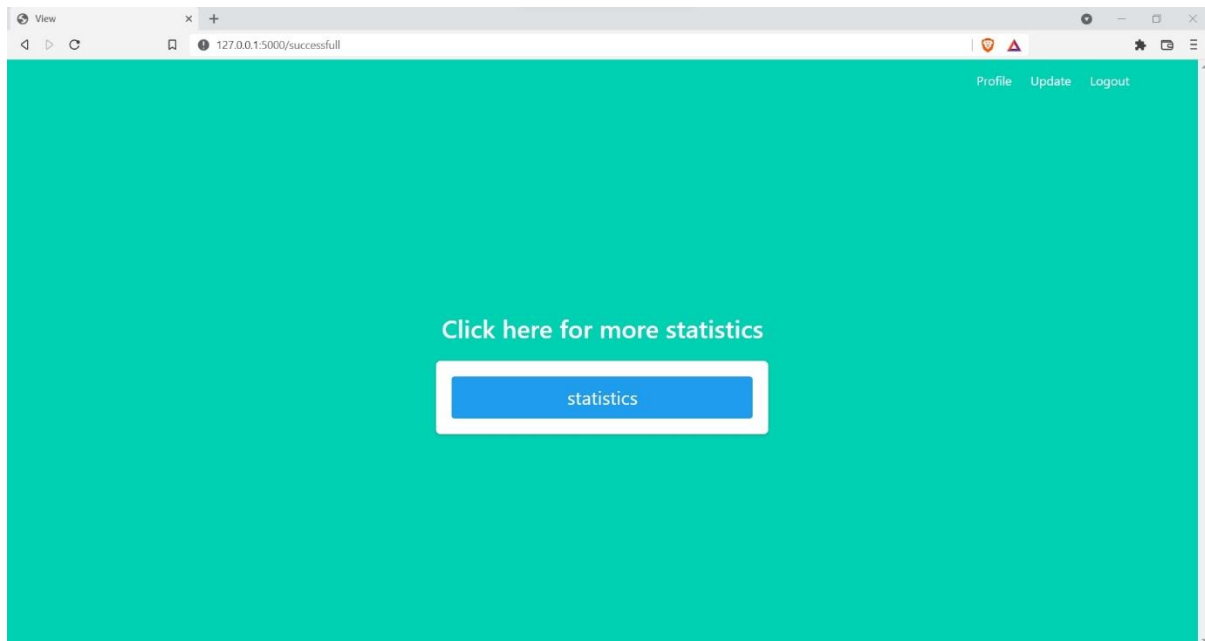 View
127.0.0.1:5000/successfull
Profile Update Logout
Click here for more statistics
statistics